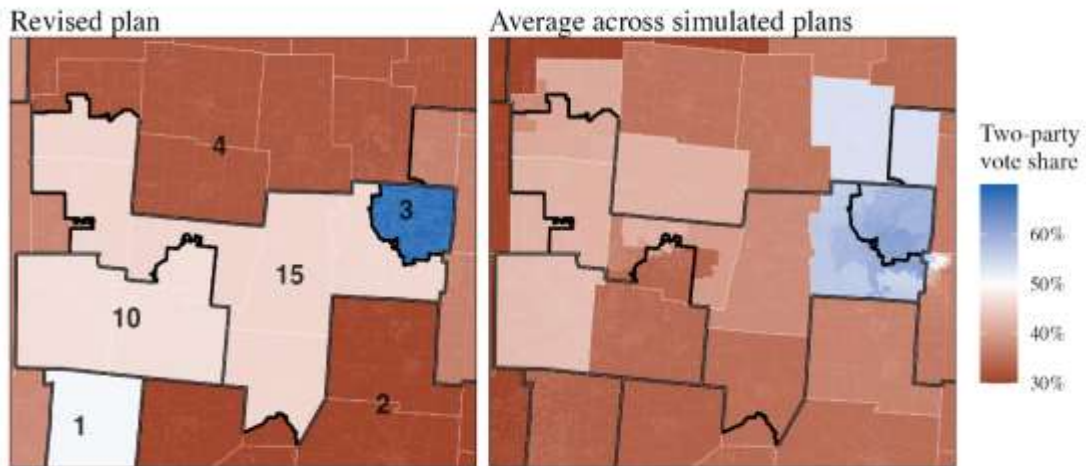 Revised plan
Average across simulated plans
4
3
15
10
2
1
Two-party
vote share
60%
50%
40%
30%